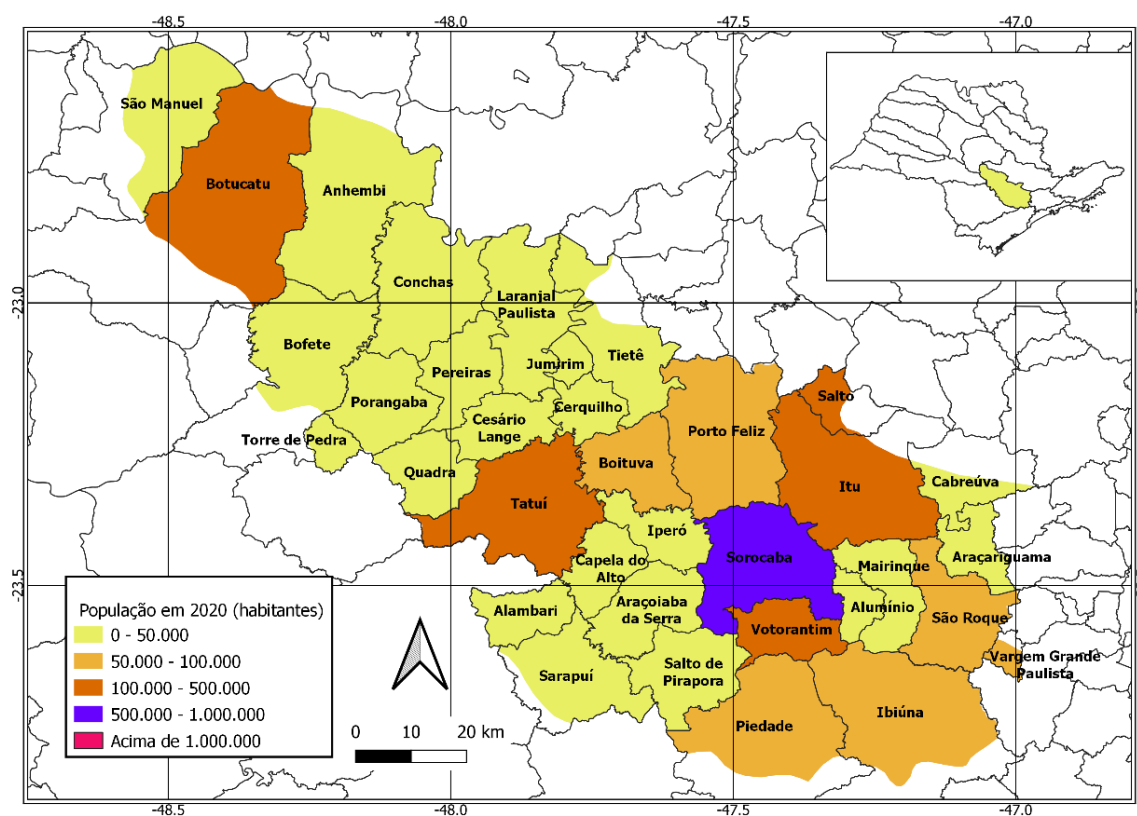 -48.5
-48.0
-47.5
-47.0
São Manuel
Botucatu
Anhembi
Conchas
-23.0
Laranjal
Paulista
Bofete
Tietê
Jumirim
Pereiras
Salto
Porangaba
Cerquilho
Cesário
Lange
Porto Feliz
Torre de Pedra
Quadra
Boituva
Cabreúva
Itu
Tatuí
Iperó
Sorocaba
Araçariguama
Capela do
Alto
Mairinque
-23.5
Alambari
Araçoiaba
da Serra
Alumínio
São Roque
Votorantim
Vargem Grande
Paulista
Sarapuí
Salto de
Pirapora
Ibiúna
Piedade
População em 2020 (habitantes)
0 - 50.000
50.000 - 100.000
100.000 - 500.000
500.000 - 1.000.000
Acima de 1.000.000
0 10 20 km
-48.5
-48.0
-47.5
-47.0